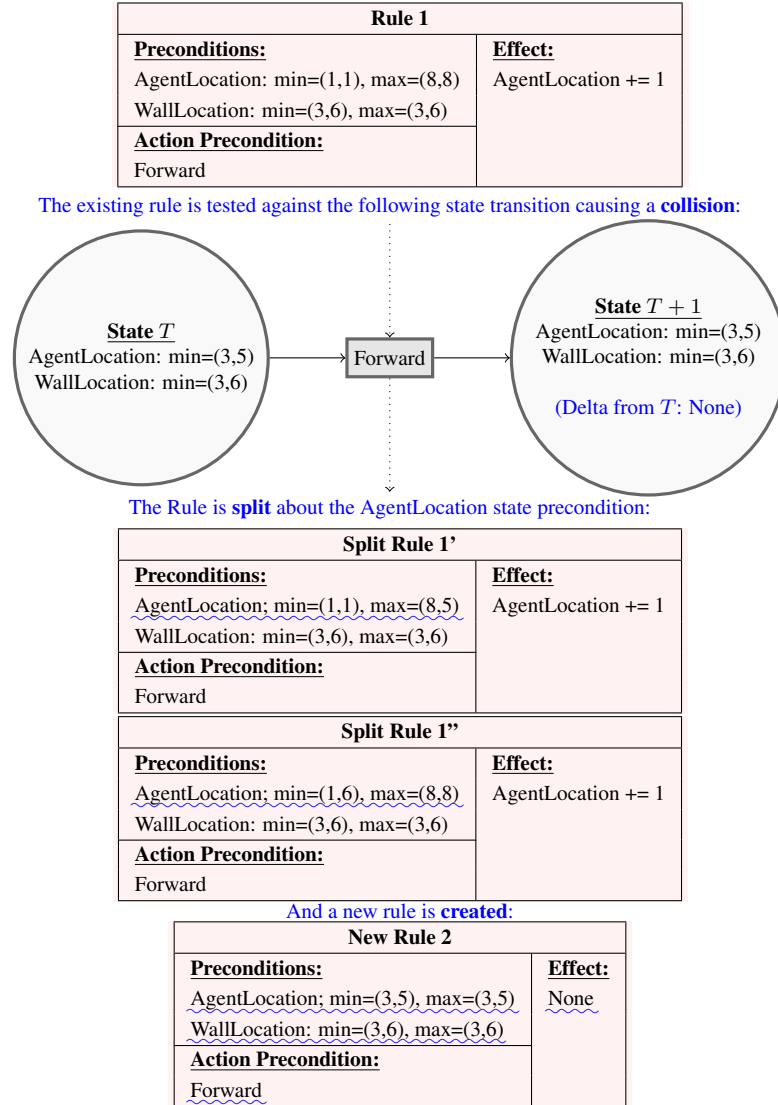 Rule 1
Preconditions: Effect:
AgentLocation: min=(1,1), max=(8,8) AgentLocation += 1
WallLocation: min=(3,6), max=(3,6)
Action Precondition:
Forward
The existing rule is tested against the following state transition causing a collision:
State T
AgentLocation: min=(3,5)
WallLocation: min=(3,6)
Forward
State T + 1
AgentLocation: min=(3,5)
WallLocation: min=(3,6)
(Delta from T: None)
The Rule is split about the AgentLocation state precondition:
Split Rule 1'
Preconditions: Effect:
AgentLocation; min=(1,1), max=(8,5) AgentLocation += 1
WallLocation: min=(3,6), max=(3,6)
Action Precondition:
Forward
Split Rule 1”
Preconditions: Effect:
AgentLocation; min=(1,6), max=(8,8) AgentLocation += 1
WallLocation: min=(3,6), max=(3,6)
Action Precondition:
Forward
And a new rule is created:
New Rule 2
Preconditions: Effect:
AgentLocation; min=(3,5), max=(3,5) None
WallLocation: min=(3,6), max=(3,6)
Action Precondition:
Forward